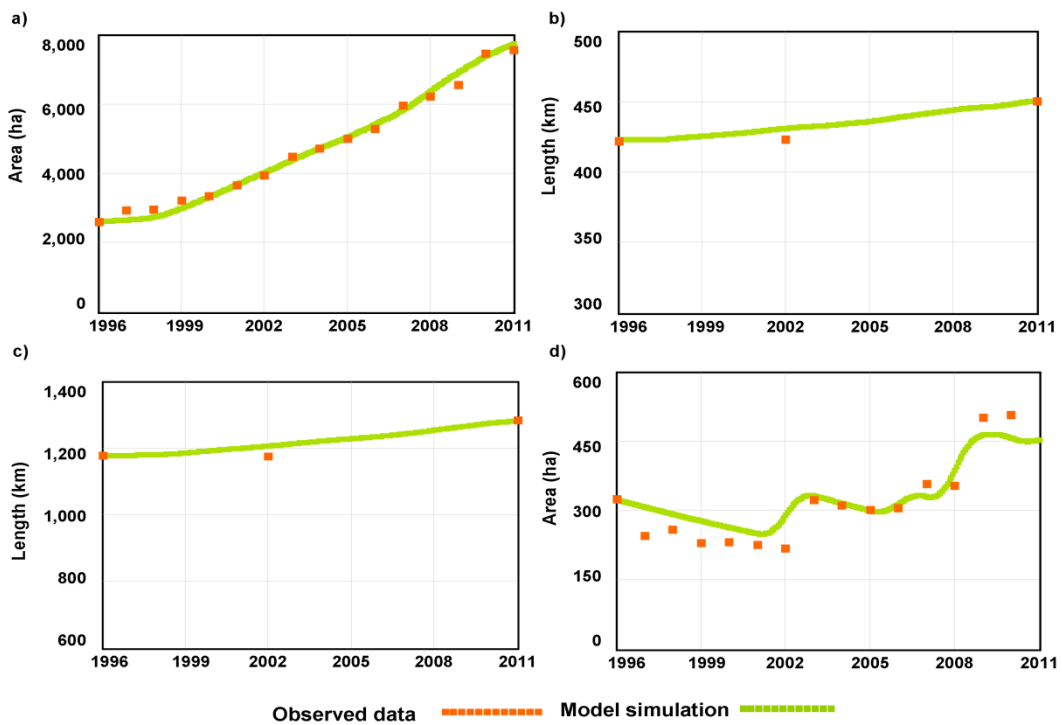 a)
8,000
6,000
4,000
2,000
0
Area (ha)
1996 1999 2002 2005 2008 2011
b)
500
450
400
350
300
Length (km)
1996 1999 2002 2005 2008 2011
c)
1,400
1,200
1,000
800
600
Length (km)
1996 1999 2002 2005 2008 2011
d)
600
450
300
150
0
Area (ha)
1996 1999 2002 2005 2008 2011
Observed data Model simulation